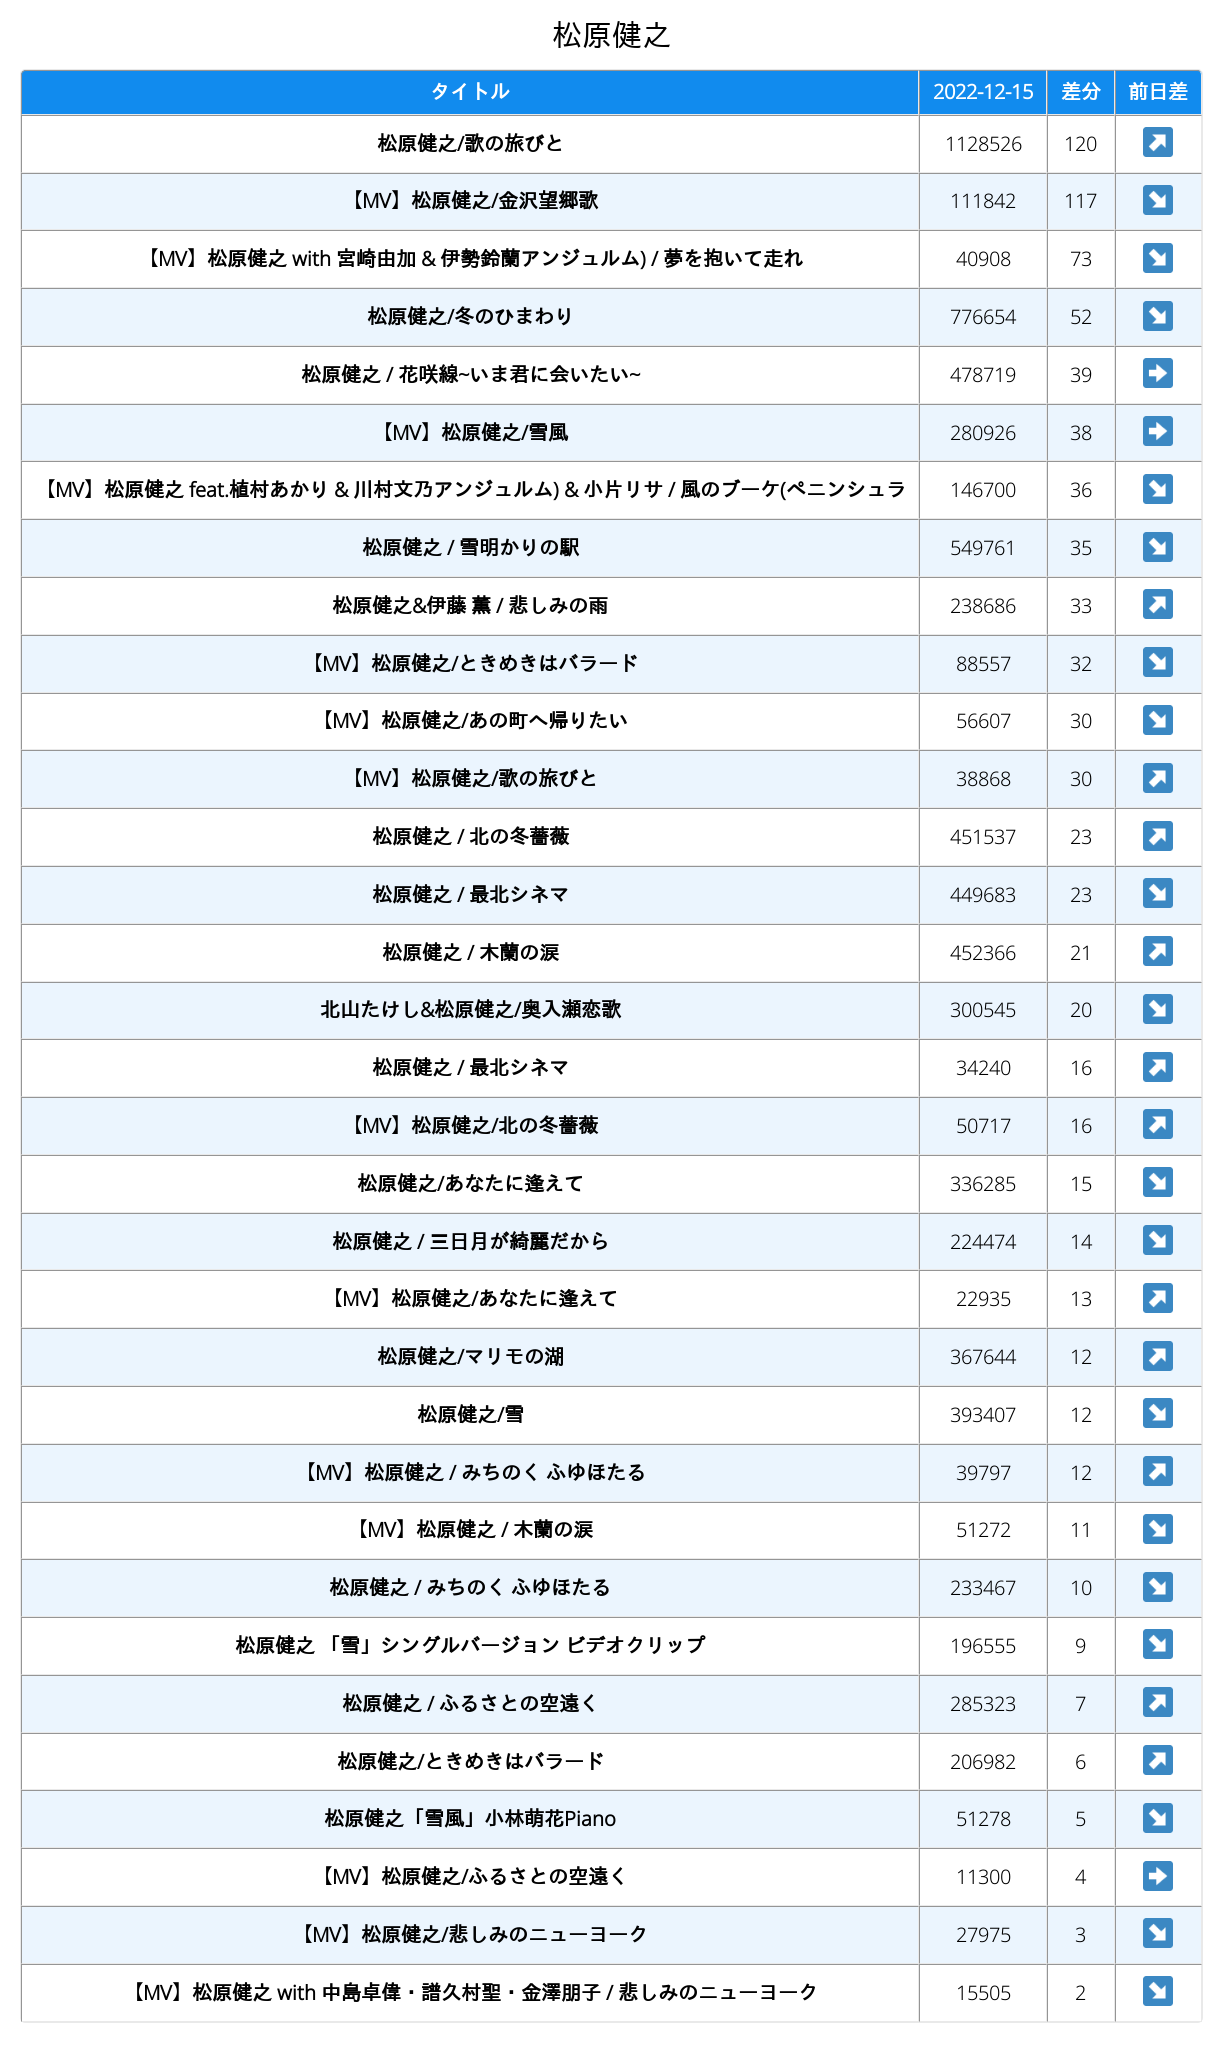 松原健之
タイトル 2022-12-15 差分 前日差
松原健之/歌の旅びと 1128526 120
【MV】松原健之/金沢望郷歌 111842 117
【MV】松原健之 with 宮崎由加 & 伊勢鈴蘭アンジュルム) / 夢を抱いて走れ 40908 73
松原健之/冬のひまわり 776654 52
松原健之 / 花咲線~いま君に会いたい~ 478719 39
【MV】松原健之/雪風 280926 38
【MV】松原健之 feat.植村あかり & 川村文乃アンジュルム) & 小片リサ / 風のブーケ(ペニンシュラ 146700 36
松原健之 / 雪明かりの駅 549761 35
松原健之&伊藤 薫 / 悲しみの雨 238686 33
【MV】松原健之/ときめきはバラード 88557 32
【MV】松原健之/あの町へ帰りたい 56607 30
【MV】松原健之/歌の旅びと 38868 30
松原健之 / 北の冬薔薇 451537 23
松原健之 / 最北シネマ 449683 23
松原健之 / 木蘭の涙 452366 21
北山たけし&松原健之/奥入瀬恋歌 300545 20
松原健之 / 最北シネマ 34240 16
【MV】松原健之/北の冬薔薇 50717 16
松原健之/あなたに逢えて 336285 15
松原健之 / 三日月が綺麗だから 224474 14
【MV】松原健之/あなたに逢えて 22935 13
松原健之/マリモの湖 367644 12
松原健之/雪 393407 12
【MV】松原健之 / みちのく ふゆほたる 39797 12
【MV】松原健之 / 木蘭の涙 51272 11
松原健之 / みちのく ふゆほたる 233467 10
松原健之 「雪」シングルバージョン ビデオクリップ 196555 9
松原健之 / ふるさとの空遠く 285323 7
松原健之/ときめきはバラード 206982 6
松原健之「雪風」小林萌花Piano 51278 5
【MV】松原健之/ふるさとの空遠く 11300 4
【MV】松原健之/悲しみのニューヨーク 27975 3
【MV】松原健之 with 中島卓偉・譜久村聖・金澤朋子 / 悲しみのニューヨーク 15505 2